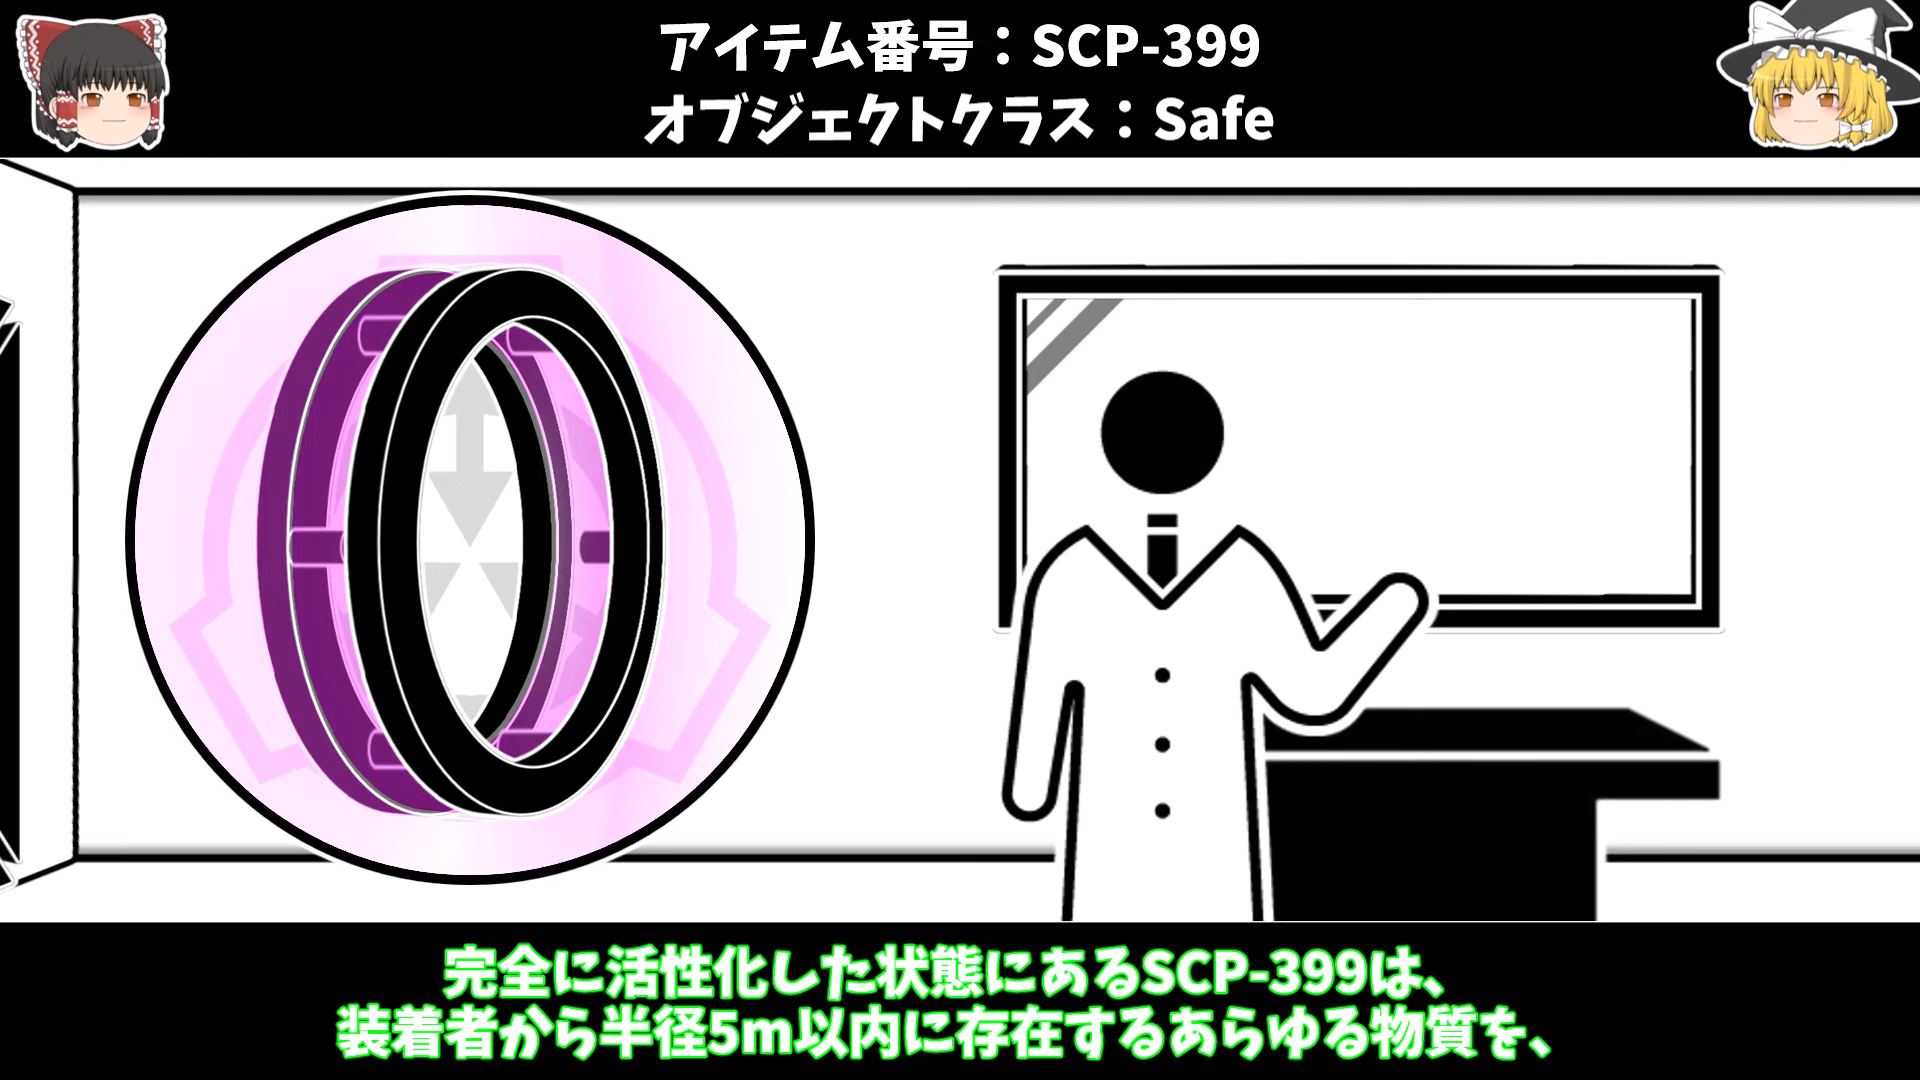 アイテム番号：SCP-399
オブジェクトクラス：Safe
完全に活性化した状態にあるSCP-399は、
装着者から半径5m以内に存在するあらゆる物質を、